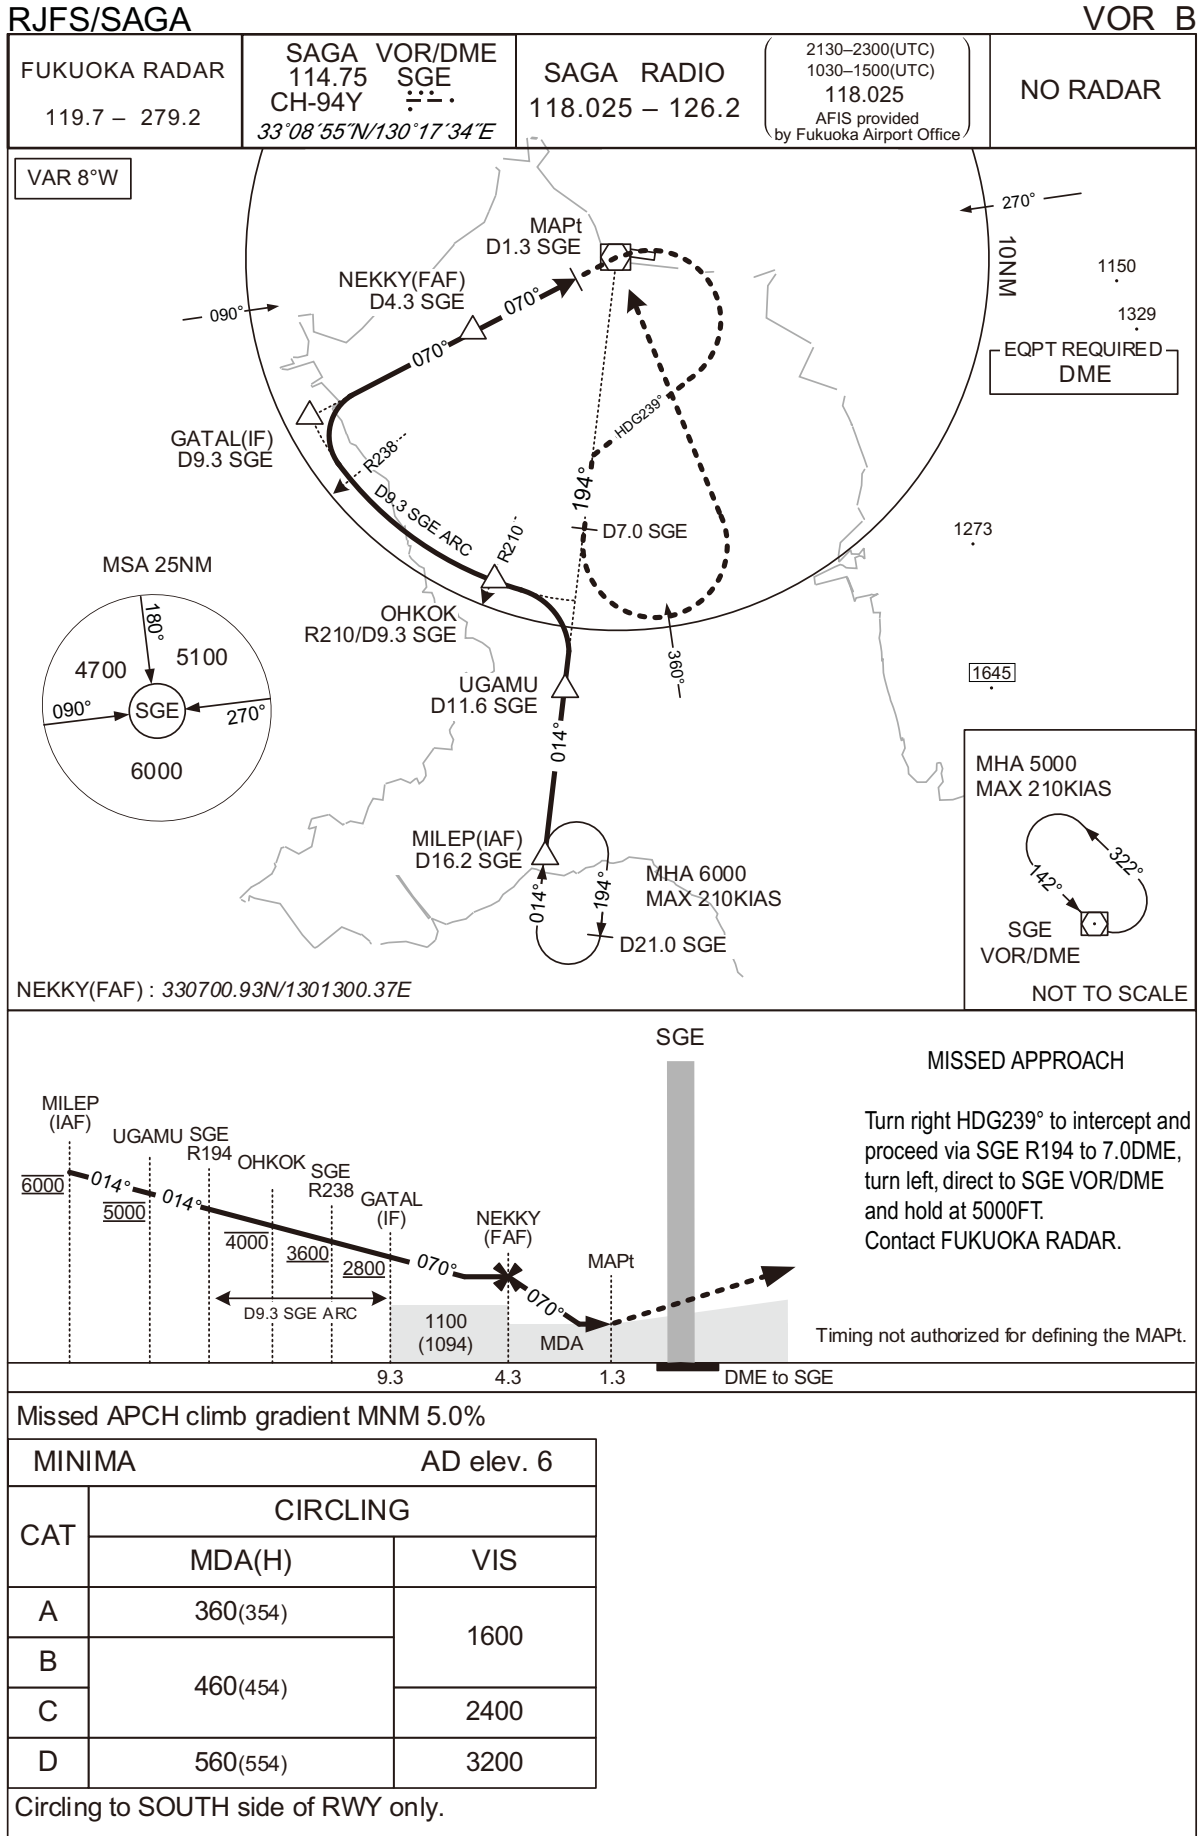 RJFS/SAGA
VOR B
FUKUOKA RADAR
119.7 – 279.2
SAGA VOR/DME
114.75 SGE
CH-94Y
33°08´55˝N/130°17´34˝E
SAGA RADIO
118.025 – 126.2
2130–2300(UTC)
1030–1500(UTC)
118.025
AFIS provided
by Fukuoka Airport Office
NO RADAR
VAR 8°W
MAPt
D1.3 SGE
NEKKY(FAF)
D4.3 SGE
070°
070°
090°
270°
10NM
1150
1329
EQPT REQUIRED
DME
GATAL(IF)
D9.3 SGE
R238
D9.3 SGE ARC
R210
HDG239°
194°
D7.0 SGE
1273
OHKOK
R210/D9.3 SGE
360°
1645
UGAMU
D11.6 SGE
014°
MSA 25NM
180°
4700
5100
090°
SGE
270°
6000
MILEP(IAF)
D16.2 SGE
014°
194°
MHA 6000
MAX 210KIAS
D21.0 SGE
MHA 5000
MAX 210KIAS
142°
322°
SGE
VOR/DME
NOT TO SCALE
NEKKY(FAF) : 330700.93N/1301300.37E
SGE
MILEP
(IAF)
UGAMU
SGE
R194
OHKOK
SGE
R238
GATAL
(IF)
NEKKY
(FAF)
MAPt
6000
014°
5000
014°
4000
3600
2800
070°
070°
D9.3 SGE ARC
1100
(1094)
MDA
9.3
4.3
1.3
DME to SGE
MISSED APPROACH
Turn right HDG239° to intercept and
proceed via SGE R194 to 7.0DME,
turn left, direct to SGE VOR/DME
and hold at 5000FT.
Contact FUKUOKA RADAR.
Timing not authorized for defining the MAPt.
Missed APCH climb gradient MNM 5.0%
MINIMA
AD elev. 6
CAT
CIRCLING
MDA(H)
VIS
A
360(354)
1600
B
460(454)
C
2400
D
560(554)
3200
Circling to SOUTH side of RWY only.